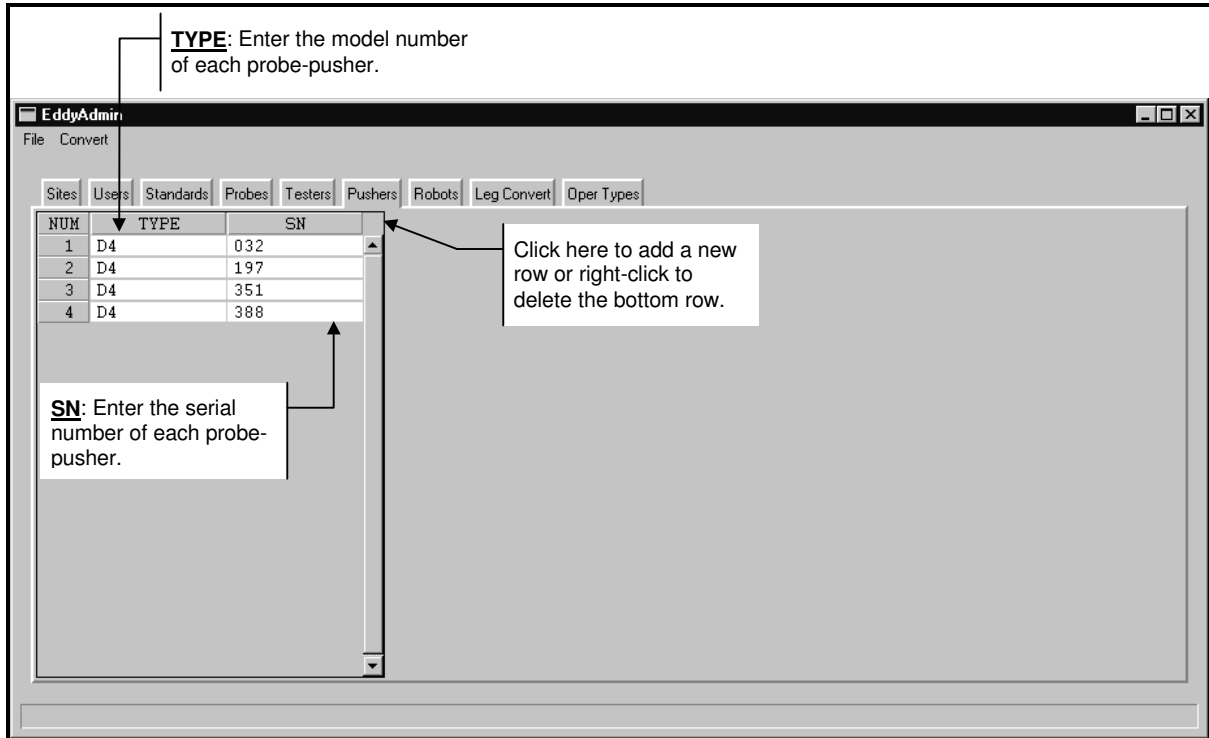 TYPE: Enter the model number
of each probe-pusher.
EddyAdmin
File Convert
Sites Users Standards Probes Testers Pushers Robots Leg Convert Oper Types
NUM TYPE SN
1 D4 032
2 D4 197
3 D4 351
4 D4 388
Click here to add a new
row or right-click to
delete the bottom row.
SN: Enter the serial
number of each probe-
pusher.